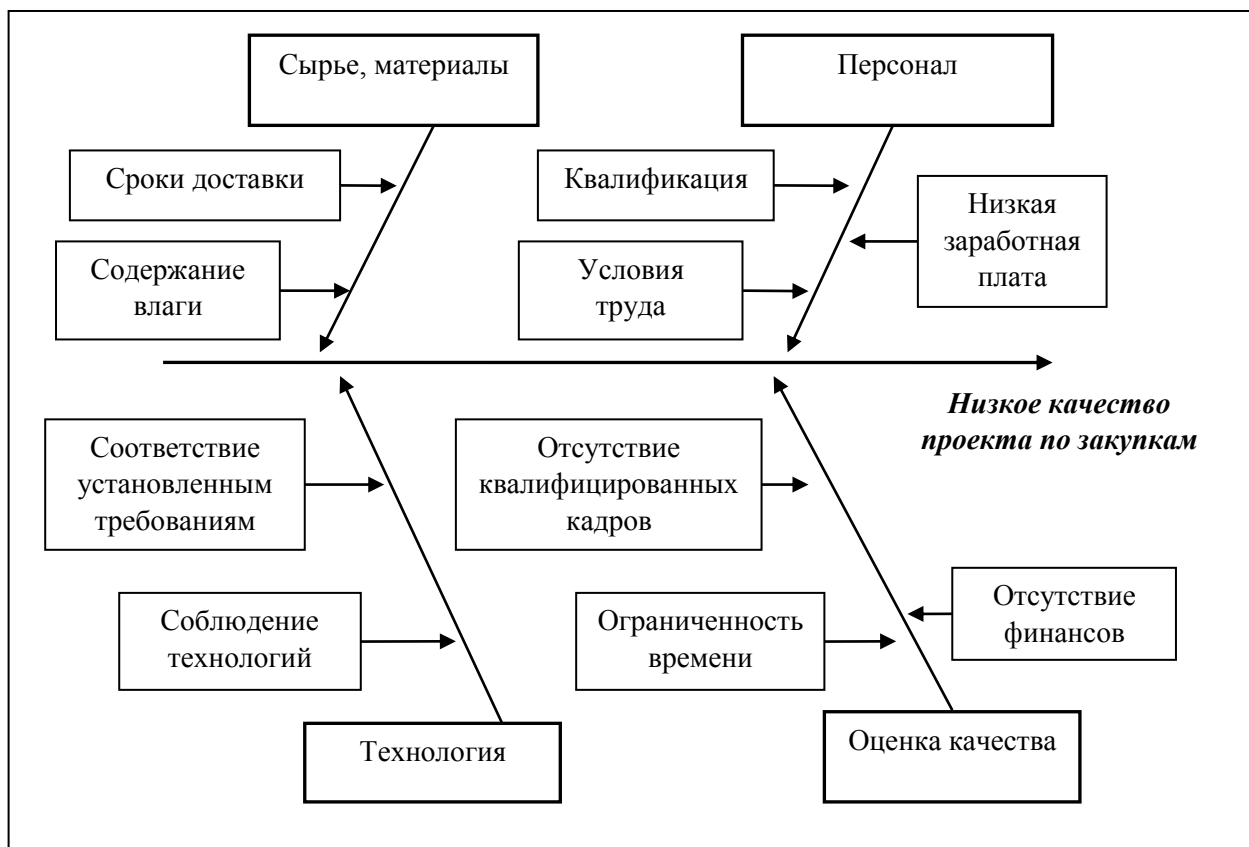 Сырье, материалы
Персонал
Сроки доставки
Квалификация
Низкая
заработная
плата
Содержание
влаги
Условия
труда
Низкое качество
проекта по закупкам
Соответствие
установленным
требованиям
Отсутствие
квалифицированных
кадров
Соблюдение
технологий
Ограниченность
времени
Отсутствие
финансов
Технология
Оценка качества